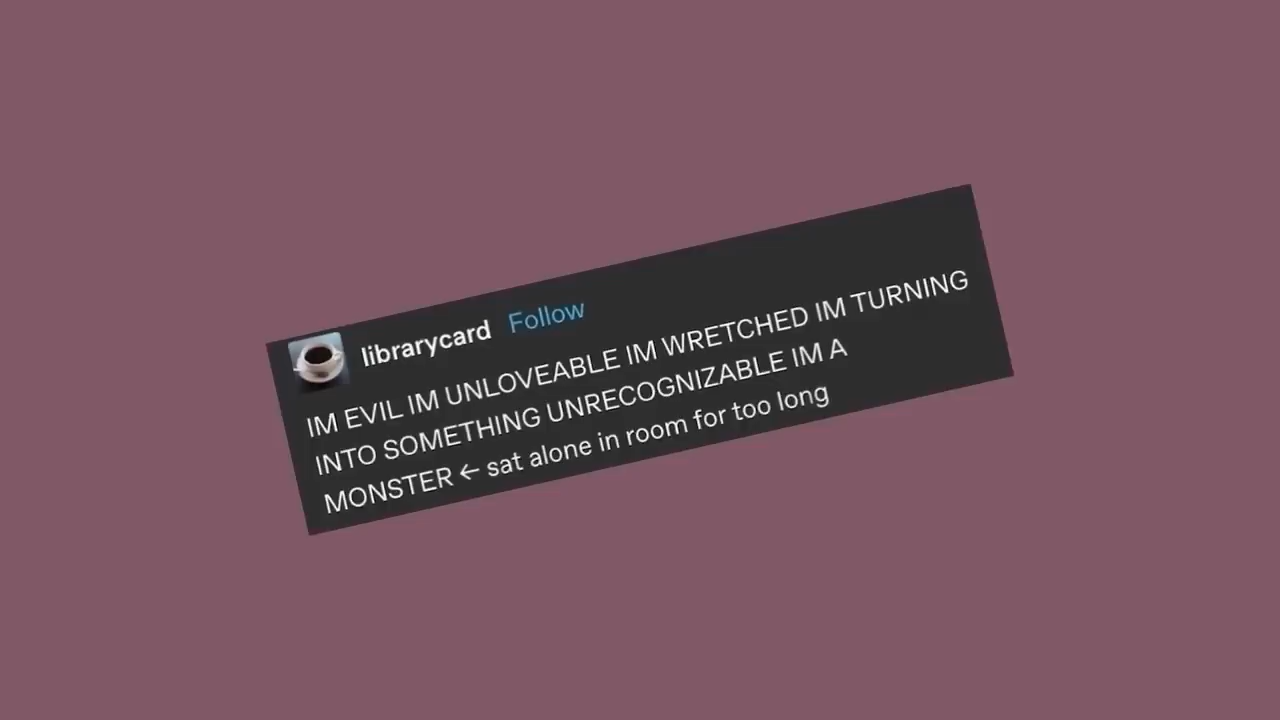 librarycard Follow
IM EVIL IM UNLOVEABLE IM WRETCHED IM TURNING
INTO SOMETHING UNRECOGNIZABLE IM A
MONSTER ← sat alone in room for too long